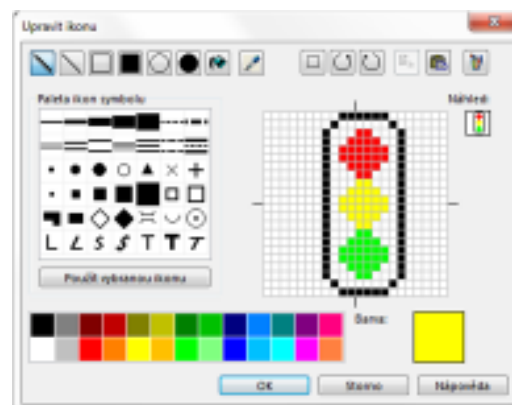 Upravit ikonu
Paleta ikon symbolu
Náhled:
L L S S T T T
Použít vybranou ikonu
Barva:
OK
Storno
Nápověda